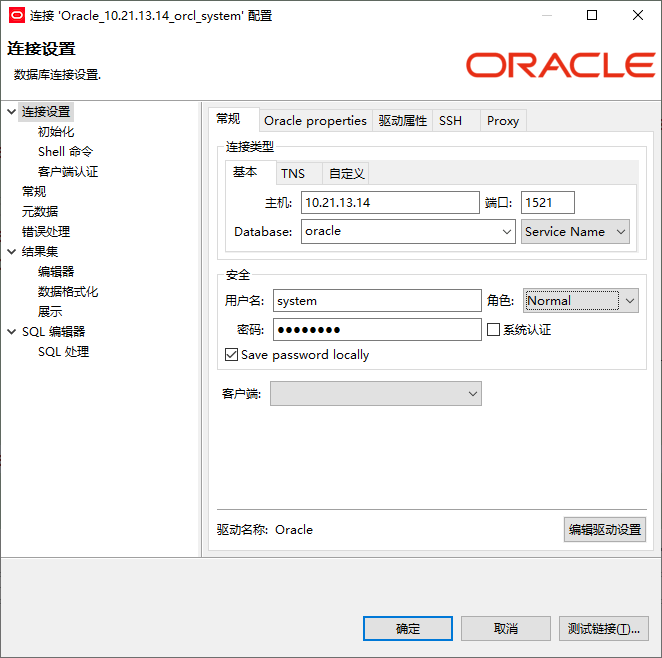 连接 'Oracle_10.21.13.14_orcl_system' 配置
连接设置
数据库连接设置.
ORACLE
连接设置
初始化
Shell 命令
客户端认证
常规
元数据
错误处理
结果集
编辑器
数据格式化
展示
SQL 编辑器
SQL 处理
常规 Oracle properties 驱动属性 SSH Proxy
连接类型
基本 TNS 自定义
主机: 10.21.13.14 端口: 1521
Database: oracle Service Name
安全
用户名: system 角色: Normal
密码: ●●●●●●●● 系统认证
Save password locally
客户端:
驱动名称: Oracle 编辑驱动设置
确定 取消 测试链接(T)...